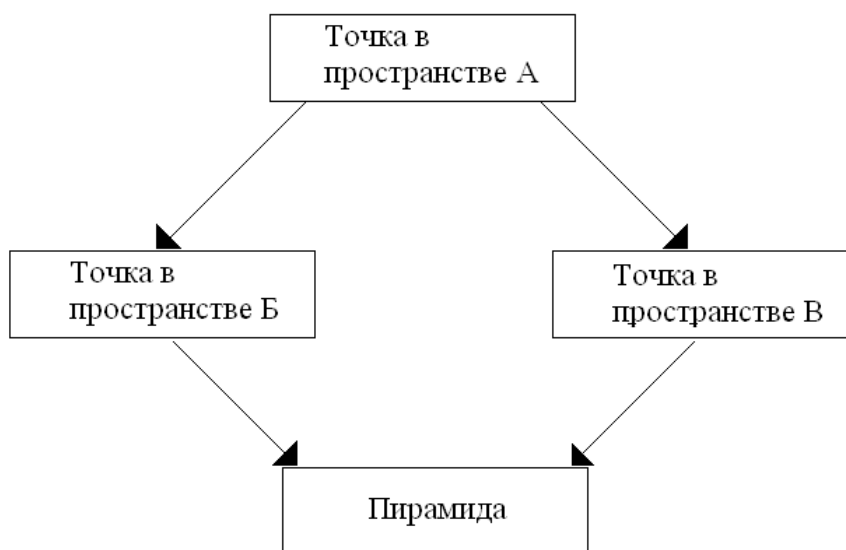 Точка в
пространстве А
Точка в
пространстве Б
Точка в
пространстве В
Пирамида